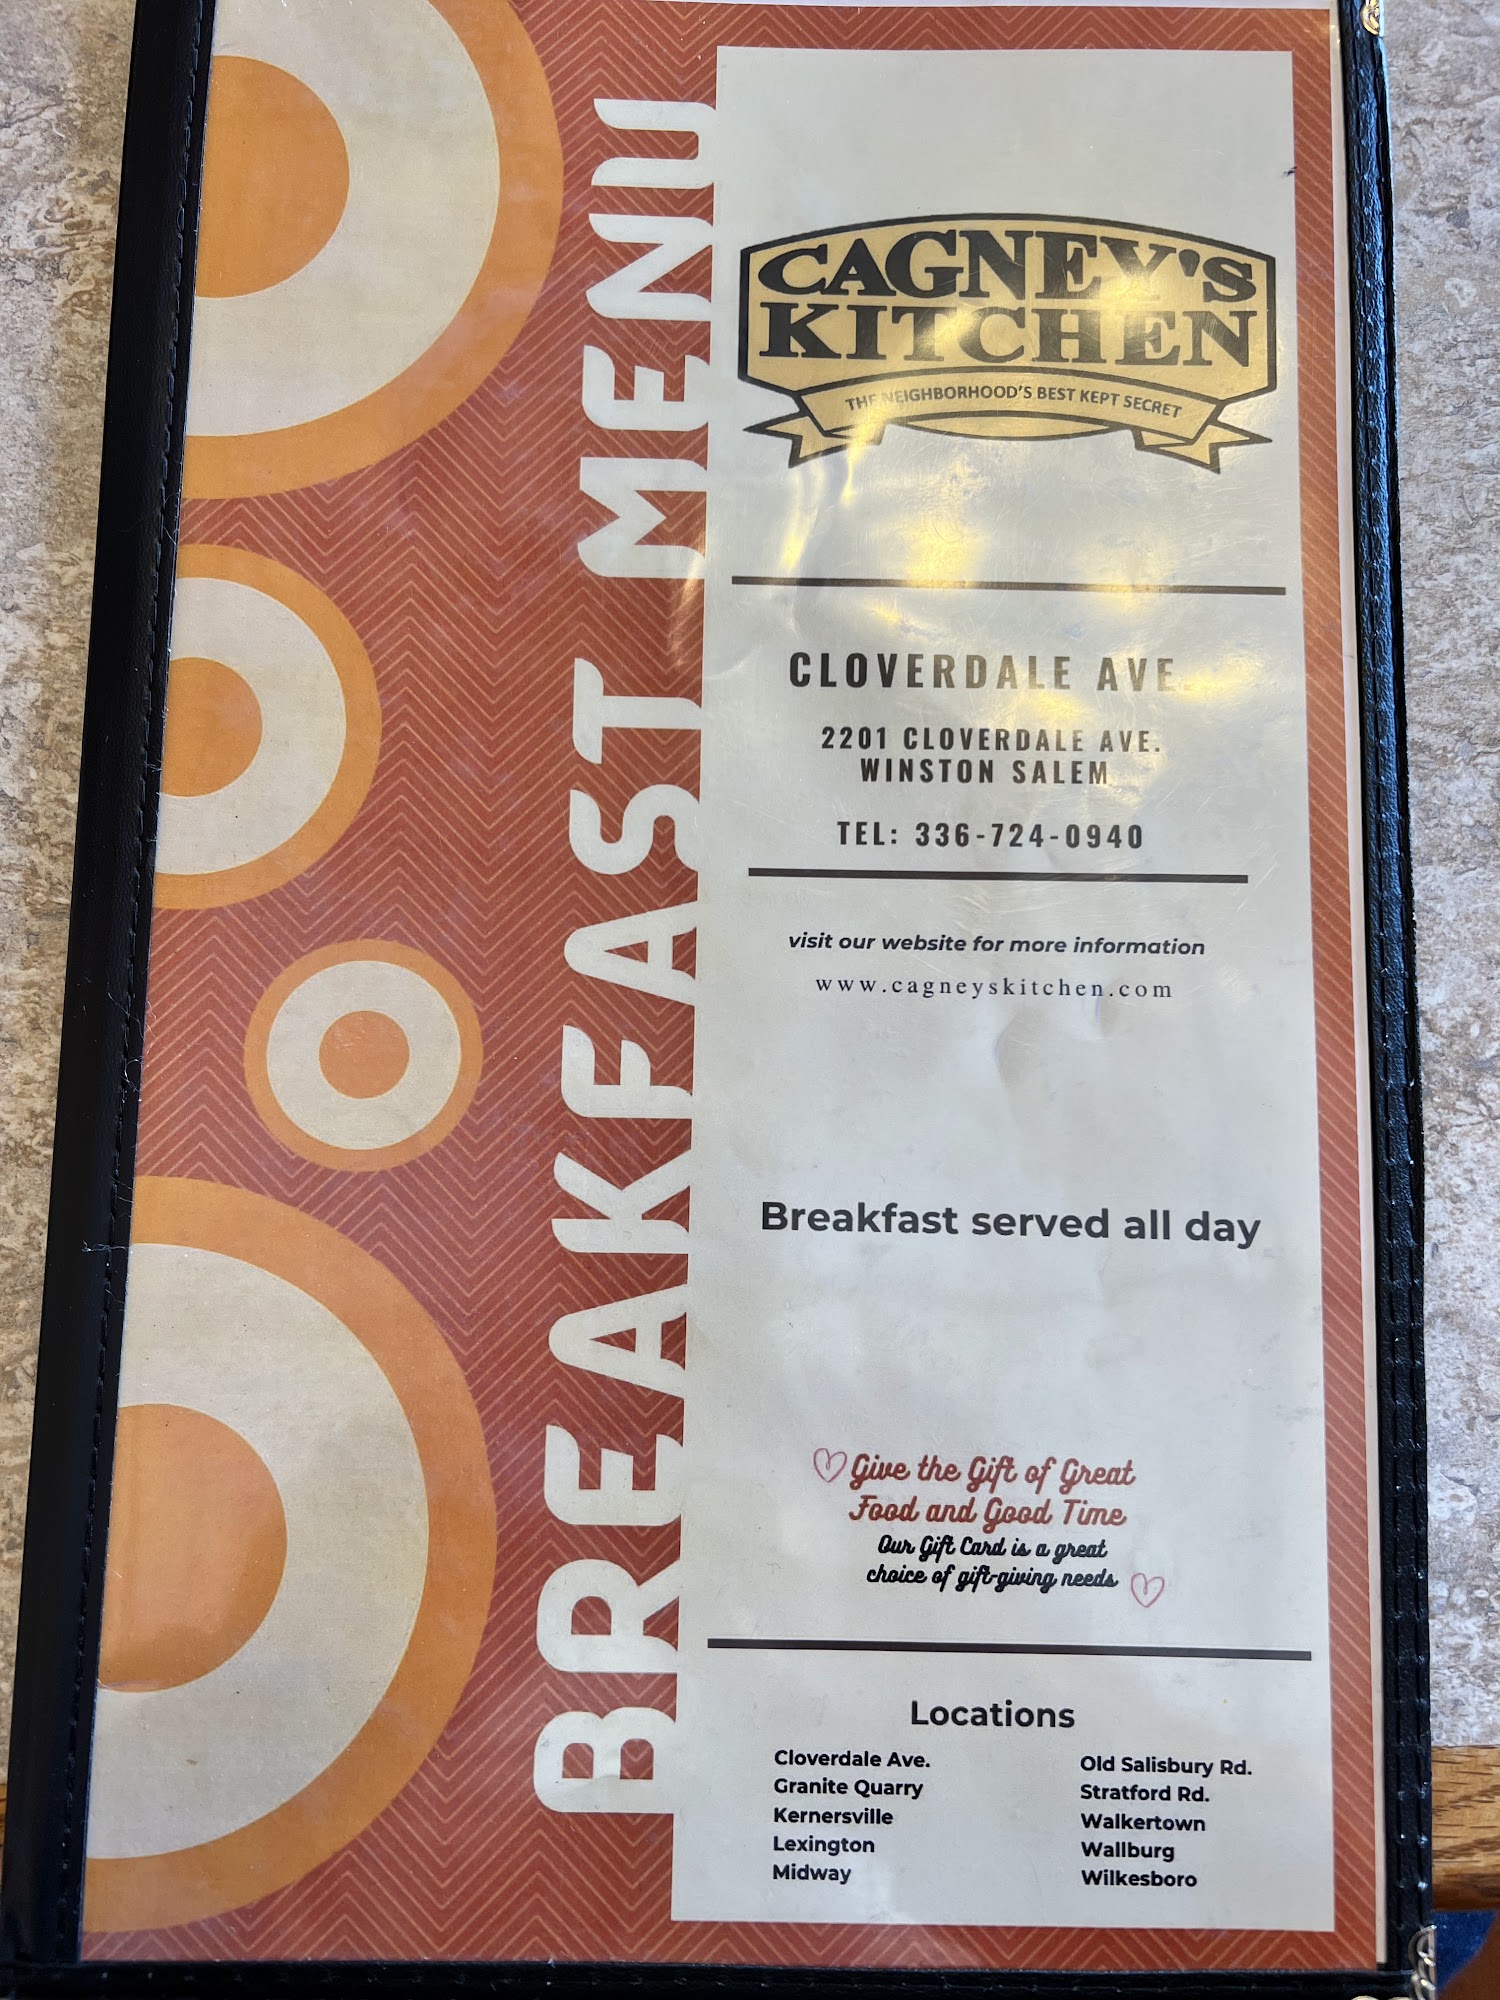 BREAKFAST MENU
CAGNEY'S
KITCHEN
THE NEIGHBORHOOD'S BEST KEPT SECRET
CLOVERDALE AVE.
2201 CLOVERDALE AVE.
WINSTON SALEM
TEL: 336-724-0940
visit our website for more information
www.cagneyskitchen.com
Breakfast served all day
Give the Gift of Great
Food and Good Time
Our Gift Card is a great
choice of gift-giving needs
Locations
Cloverdale Ave.
Granite Quarry
Kernersville
Lexington
Midway
Old Salisbury Rd.
Stratford Rd.
Walkertown
Wallburg
Wilkesboro